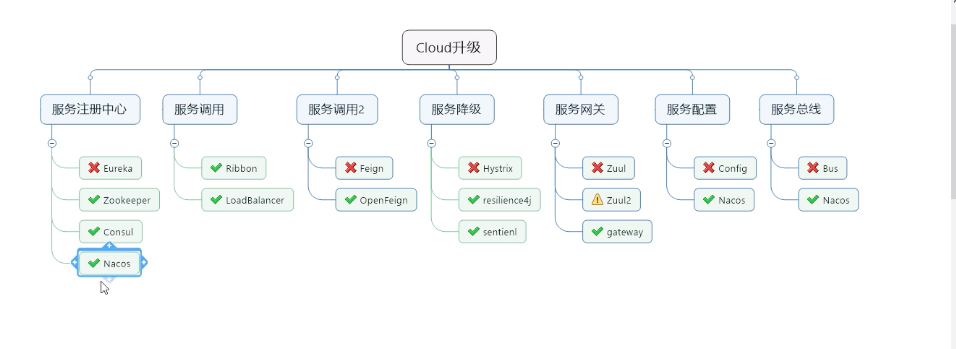 Cloud升级
服务注册中心
服务调用
服务调用2
服务降级
服务网关
服务配置
服务总线
Eureka
Zookeeper
Consul
Nacos
Ribbon
LoadBalancer
Feign
OpenFeign
Hystrix
resilience4j
sentienl
Zuul
Zuul2
gateway
Config
Nacos
Bus
Nacos